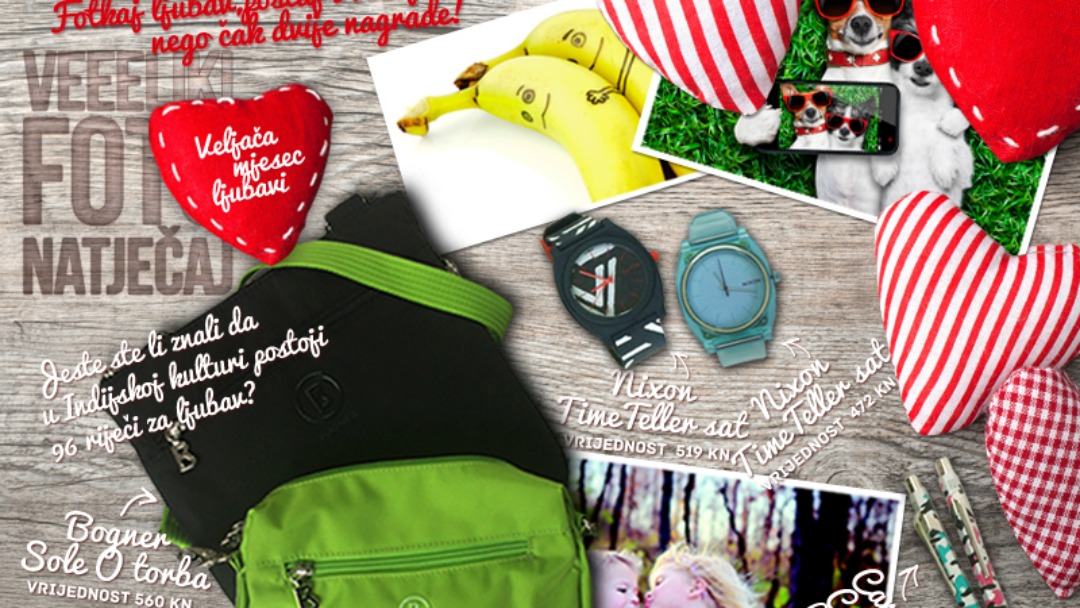 Fotkaj ljubav,
nego čak dvije nagrade!
VEEELIKI
NATJEČAJ
Veljača
mjesec
ljubavi
Jeste ste li znali da
u Indijskoj kulturi postoji
96 riječi za ljubav?
Nixon
TimeTeller sat
VRIJEDNOST 519 KN
Nixon
TimeTeller sat
VRIJEDNOST 472 KN
Bogner
Sole O torba
VRIJEDNOST 560 KN